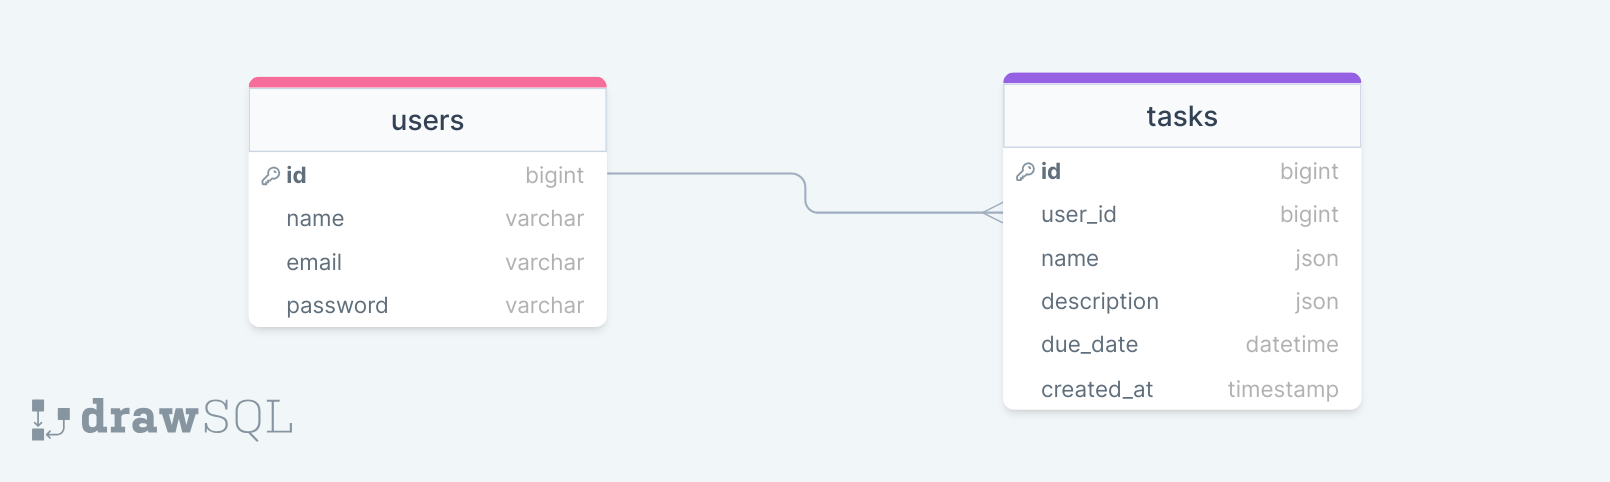 users
id bigint
name varchar
email varchar
password varchar
tasks
id bigint
user_id bigint
name json
description json
due_date datetime
created_at timestamp
drawSQL